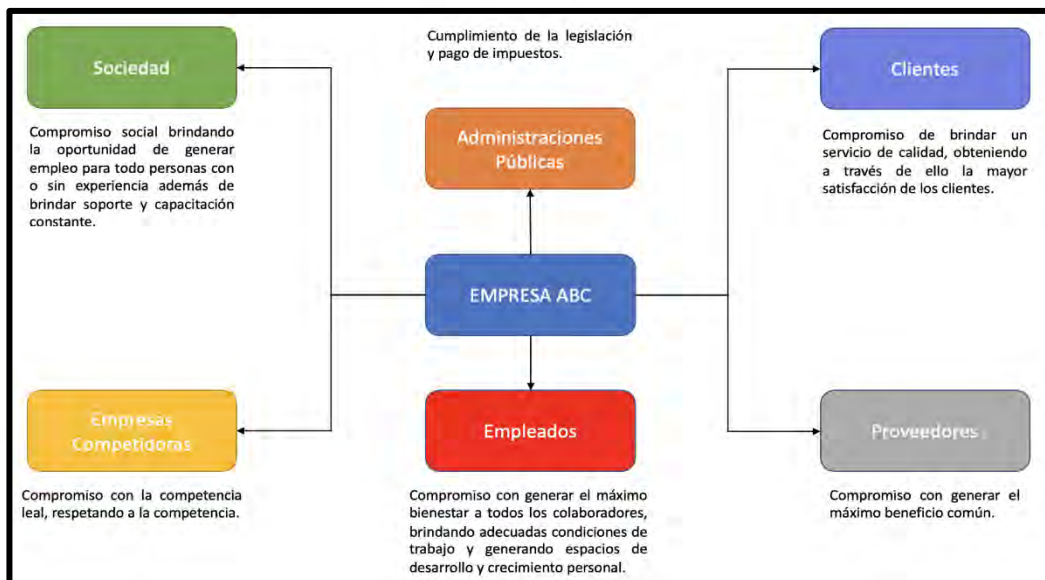 Sociedad
Compromiso social brindando
la oportunidad de generar
empleo para todo personas con
o sin experiencia además de
brindar soporte y capacitación
constante.
Cumplimiento de la legislación
y pago de impuestos.
Administraciones
Públicas
Clientes
Compromiso de brindar un
servicio de calidad, obteniendo
a través de ello la mayor
satisfacción de los clientes.
EMPRESA ABC
Empresas
Competidoras
Compromiso con la competencia
leal, respetando a la competencia.
Empleados
Compromiso con generar el máximo
bienestar a todos los colaboradores,
brindando adecuadas condiciones de
trabajo y generando espacios de
desarrollo y crecimiento personal.
Proveedores
Compromiso con generar el
máximo beneficio común.